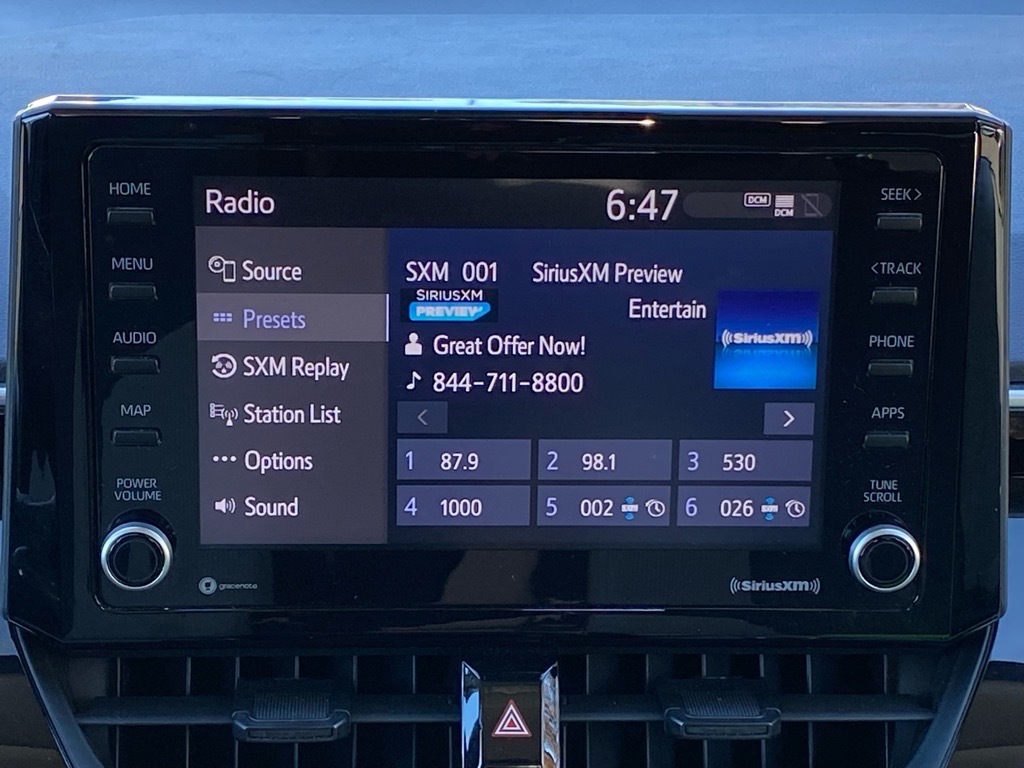 HOME
MENU
AUDIO
MAP
POWER
VOLUME
Radio
6:47
DCM
DCM
Source
Presets
SXM Replay
Station List
Options
Sound
SXM 001 SiriusXM Preview
SIRIUSXM
PREVIEW
Entertain
((SiriusXM))
Great Offer Now!
844-711-8800
<
>
1 87.9
2 98.1
3 530
4 1000
5 002 SXM
6 026 SXM
SEEK >
< TRACK
PHONE
APPS
TUNE
SCROLL
gracenote
((SiriusXM))